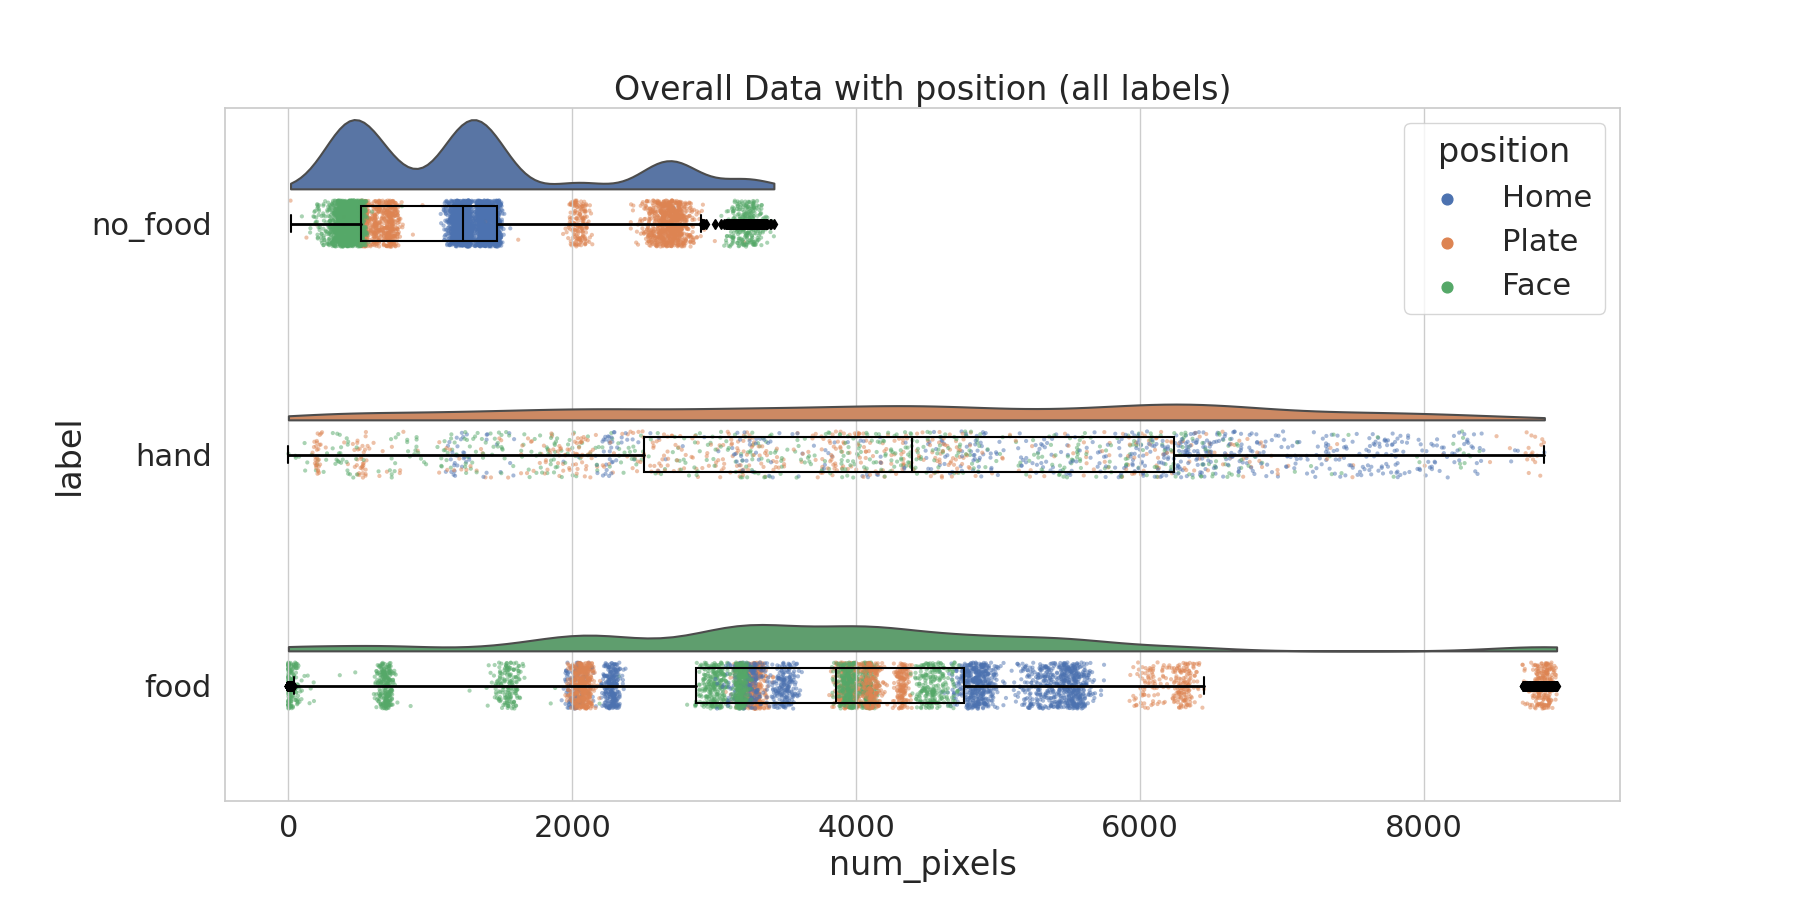 Overall Data with position (all labels)
position
Home
Plate
Face
no_food
hand
food
label
0 2000 4000 6000 8000
num_pixels